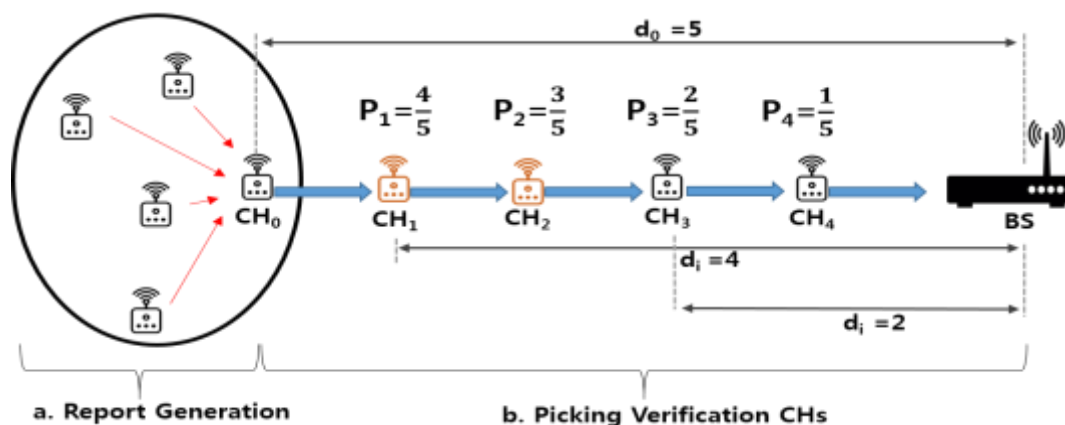 d₀ =5
P₁=4/5 P₂=3/5 P₃=2/5 P₄=1/5
CH₀ CH₁ CH₂ CH₃ CH₄ BS
dᵢ =4
dᵢ =2
a. Report Generation b. Picking Verification CHs